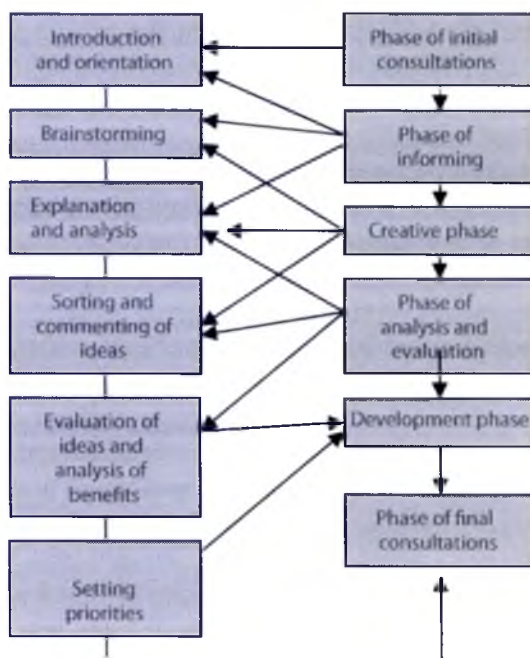 Introduction
and orientation
Brainstorming
Explanation
and analysis
Sorting and
commenting of
ideas
Evaluation of
ideas and
analysis of
benefits
Setting
priorities
Phase of initial
consultations
Phase of
informing
Creative phase
Phase of
analysis and
evaluation
Development phase
Phase of final
consultations